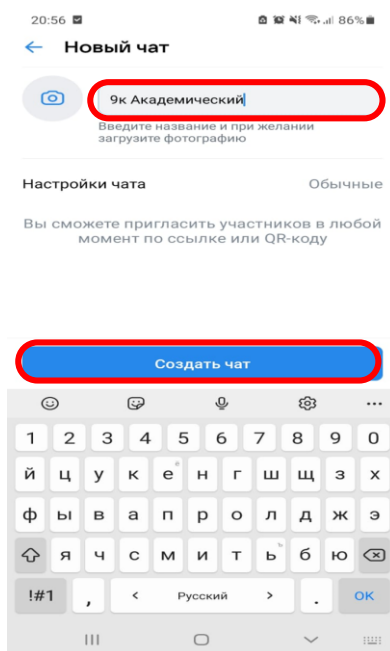 20:56 86%
Новый чат
9к Академический
Введите название и при желании
загрузите фотографию
Настройки чата Обычные
Вы сможете пригласить участников в любой
момент по ссылке или QR-коду
Создать чат
1 2 3 4 5 6 7 8 9 0
й ц у к е н г ш щ з х
ф ы в а п р о л д ж э
я ч с м и т ь б ю
!#1 , < Русский > . ОК